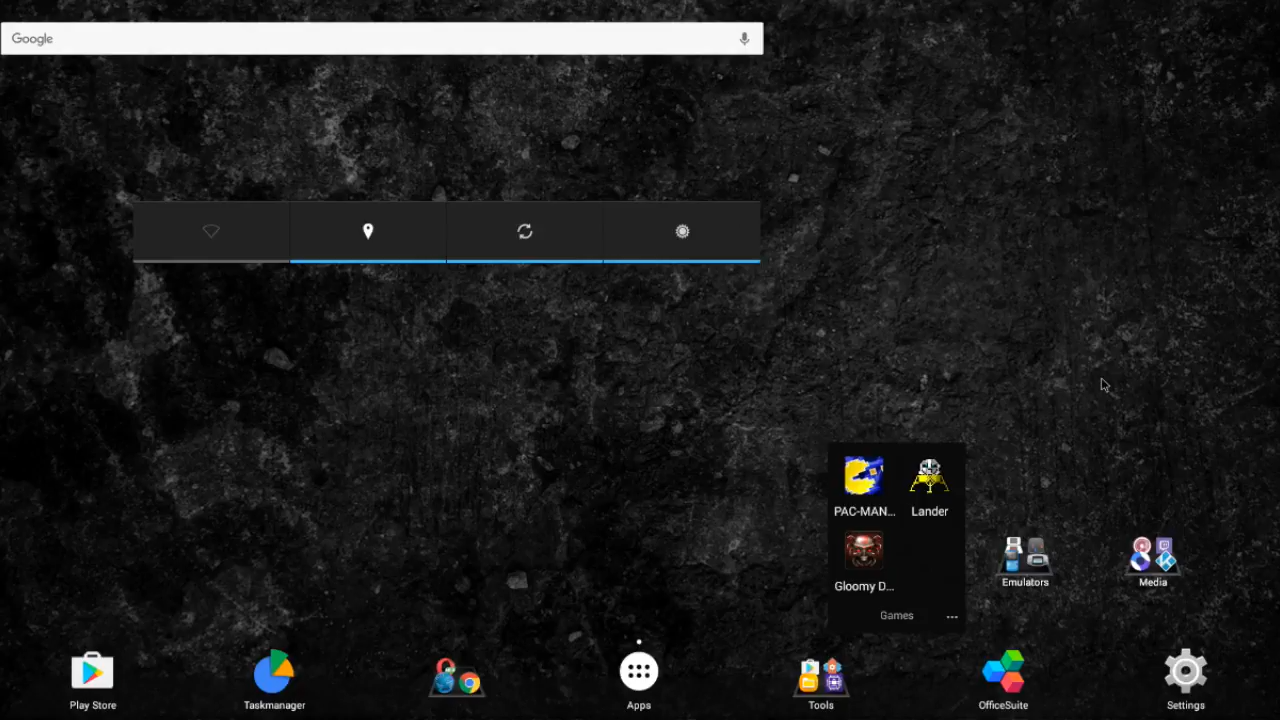 Google
PAC-MAN...
Lander
Gloomy D...
Games
Emulators
Media
Play Store
Taskmanager
Apps
Tools
OfficeSuite
Settings